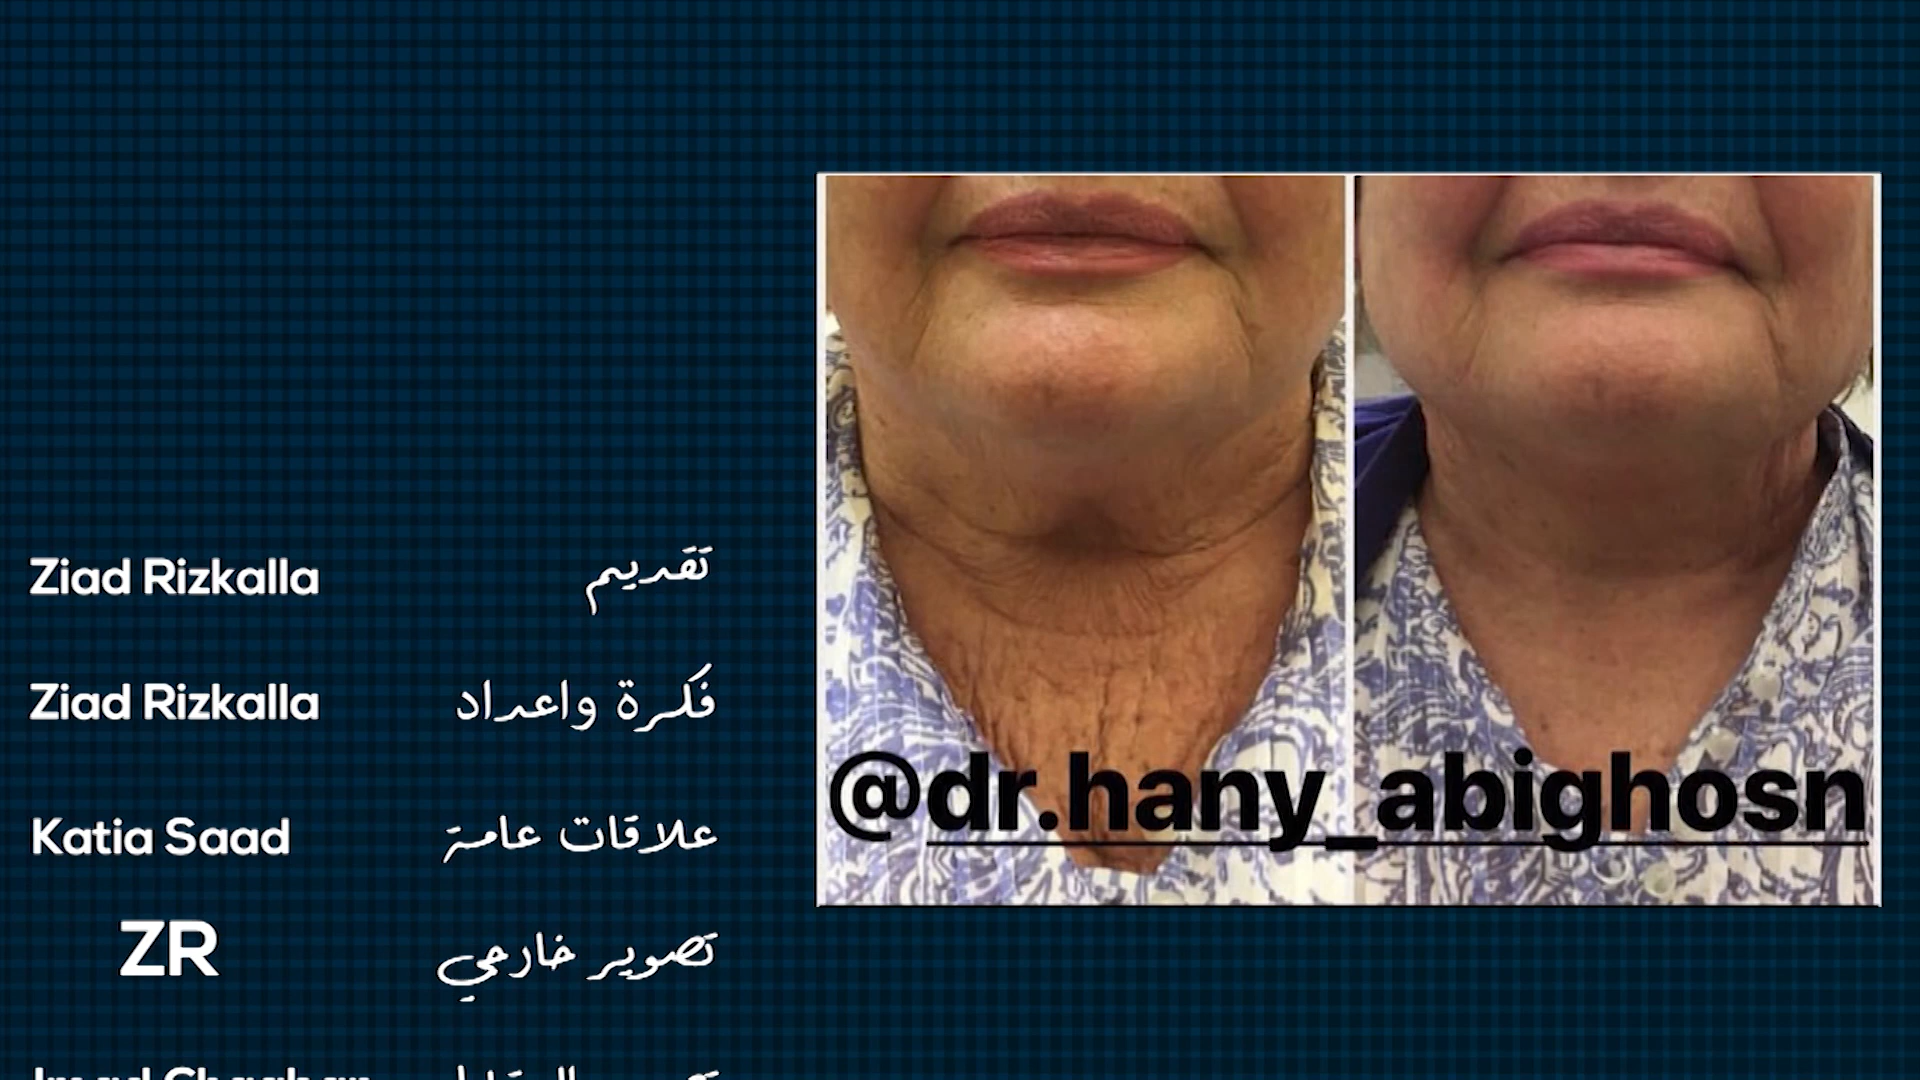 Ziad Rizkalla تقديم
Ziad Rizkalla فكرة واعداد
Katia Saad علاقات عامة
ZR تصوير خارجي
@dr.hany_abighosn